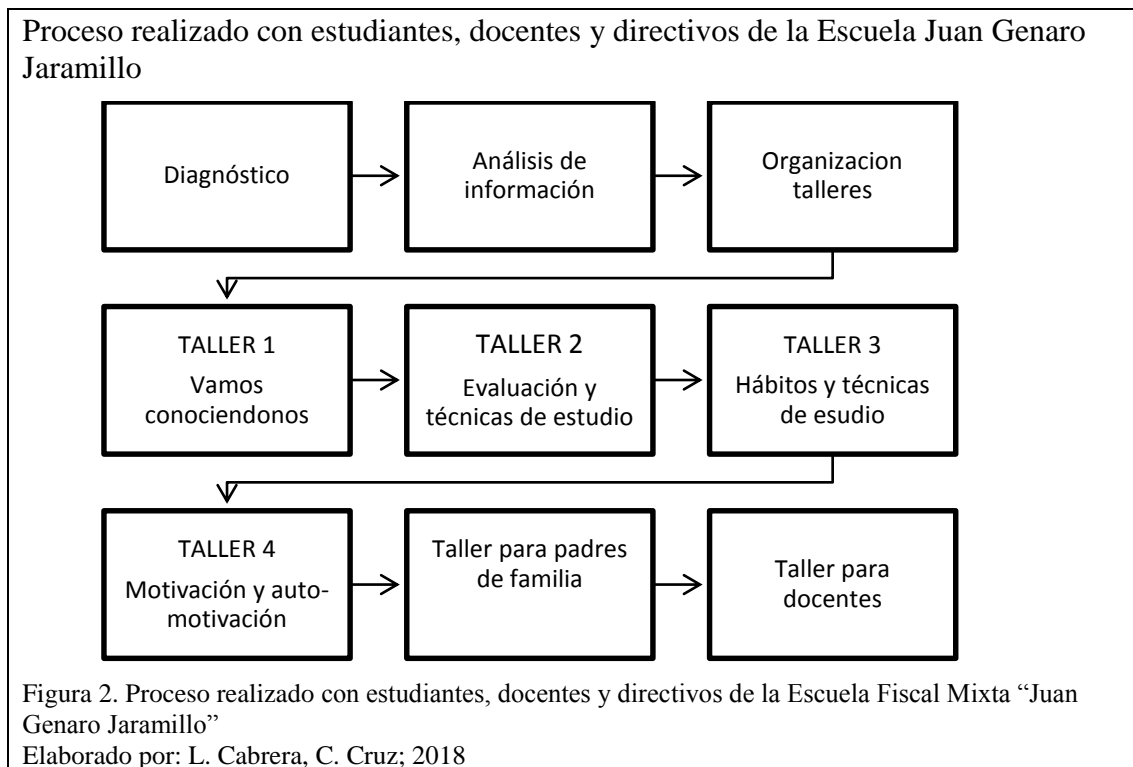 Proceso realizado con estudiantes, docentes y directivos de la Escuela Juan Genaro
Jaramillo
Diagnóstico
Análisis de
información
Organizacion
talleres
TALLER 1
Vamos
conociendonos
TALLER 2
Evaluación y
técnicas de estudio
TALLER 3
Hábitos y técnicas
de esudio
TALLER 4
Motivación y auto-
motivación
Taller para padres
de familia
Taller para
docentes
Figura 2. Proceso realizado con estudiantes, docentes y directivos de la Escuela Fiscal Mixta “Juan
Genaro Jaramillo”
Elaborado por: L. Cabrera, C. Cruz; 2018